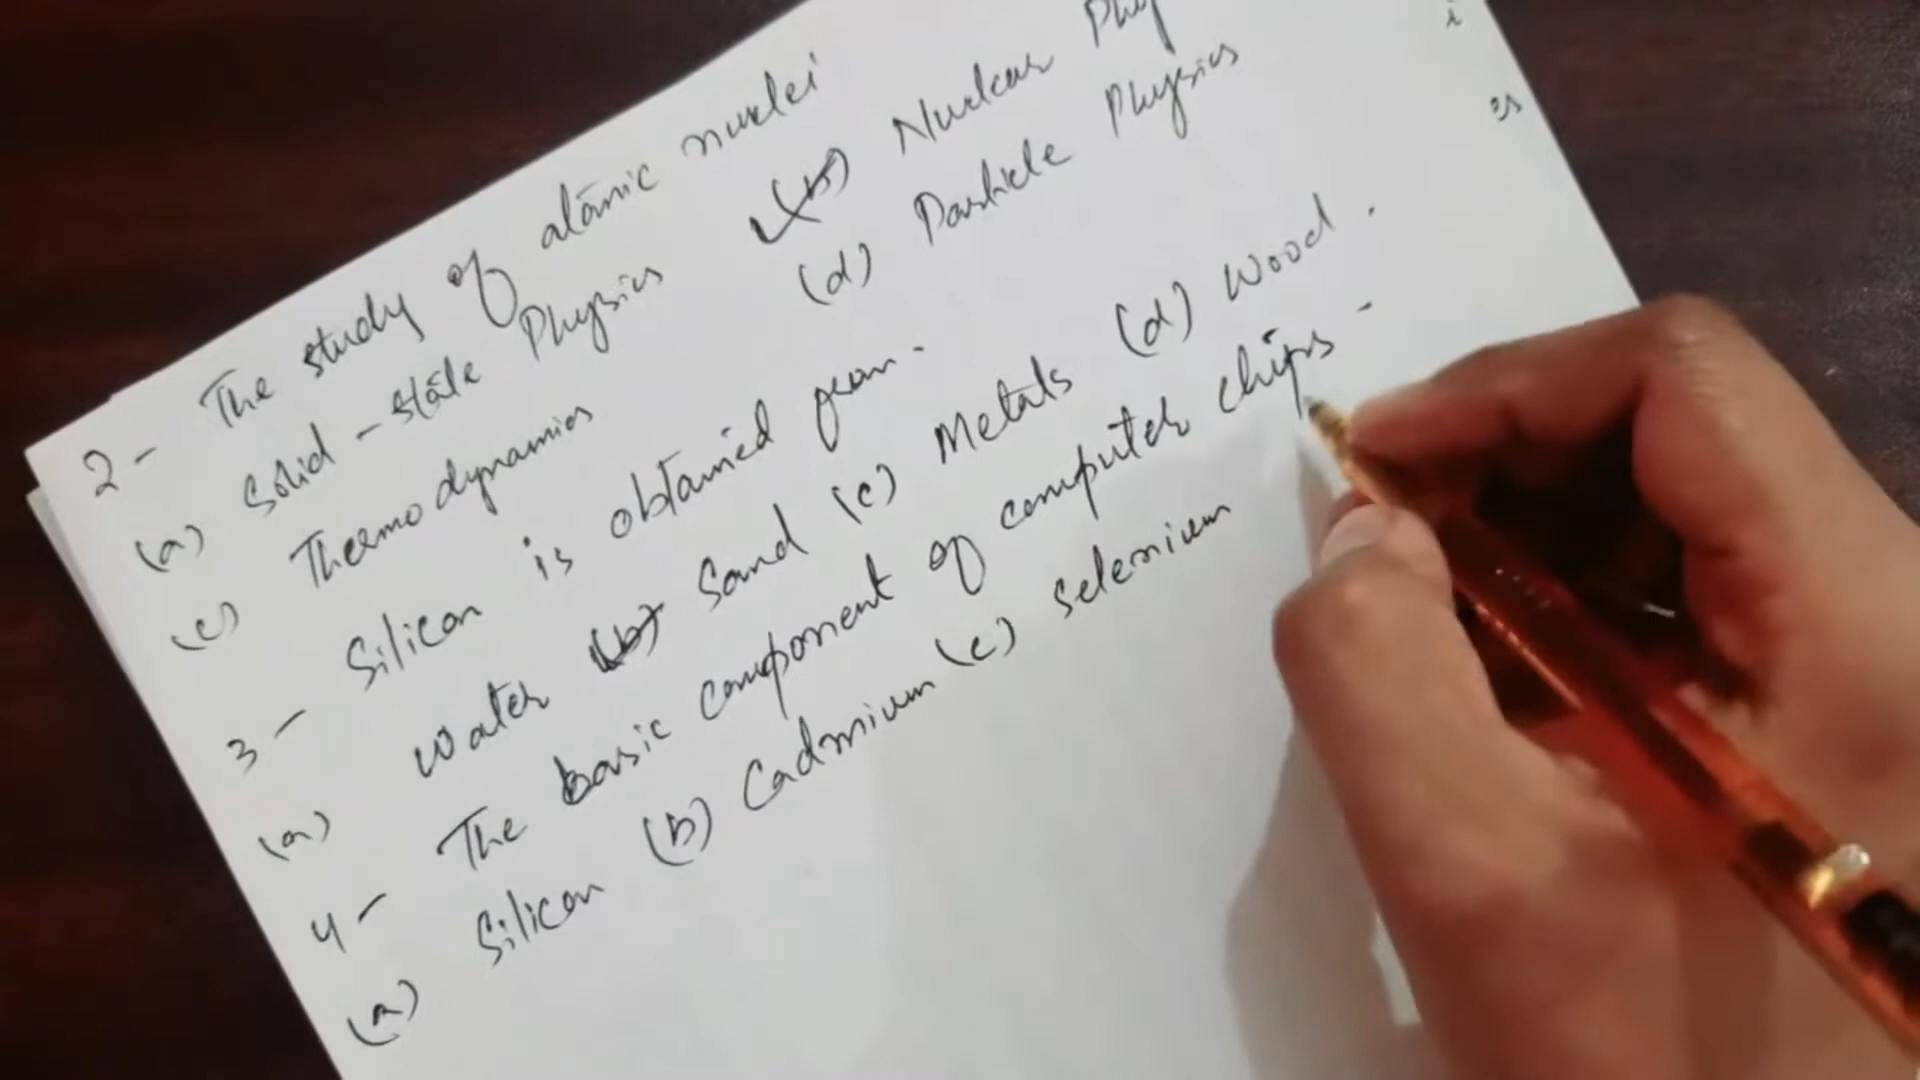 2 - The study of atomic nuclei
(a) Solid - state Physics (b) Nuclear Phy
(c) Thermodynamics (d) Particle Physics
3 - Silicon is obtained from.
(a) Water (b) Sand (c) Metals (d) Wood.
4 - The basic component of computer chips -
(a) Silicon (b) Cadmium (c) Selenium